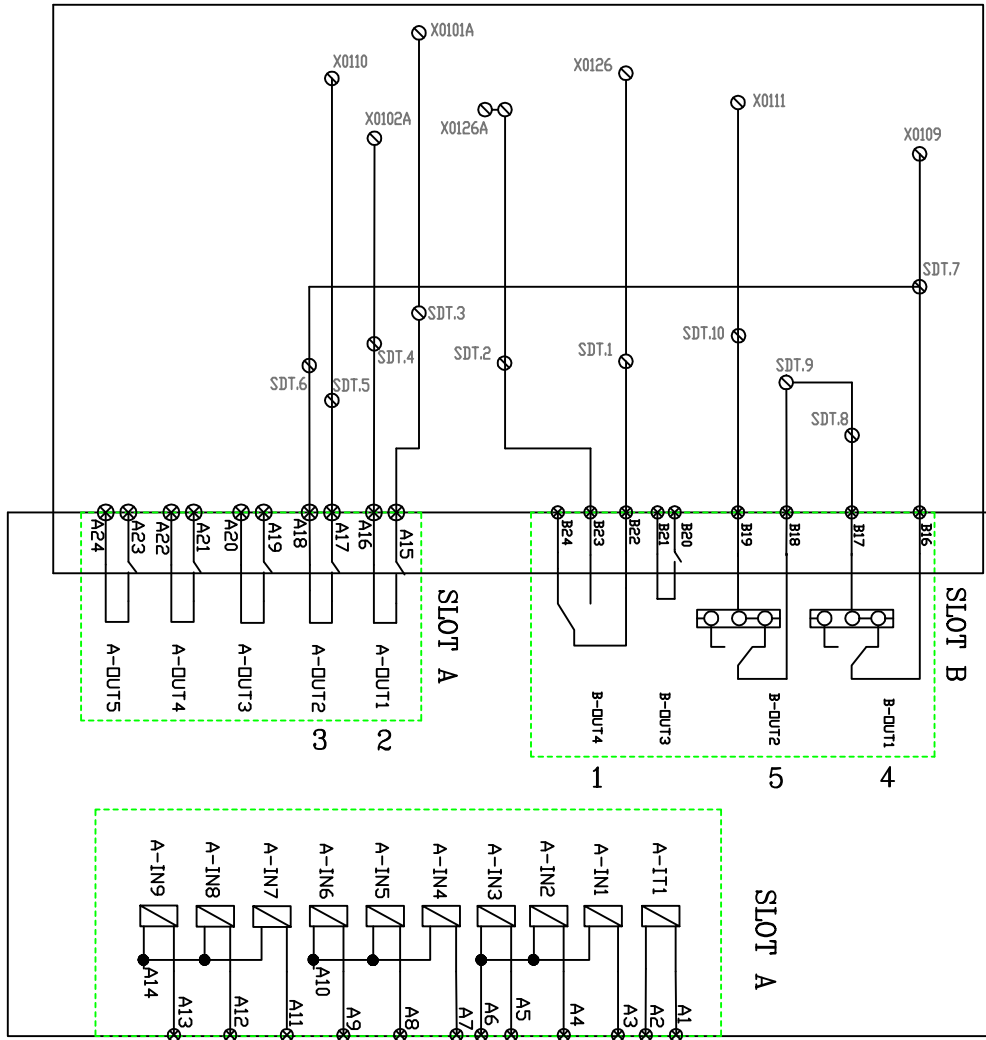 X0101A
X0110
X0126
X0102A
X0111
X0126A
X0109
SDT.7
SDT.3
SDT.10
SDT.4
SDT.2
SDT.1
SDT.9
SDT.6
SDT.5
SDT.8
A24
A23
A22
A21
A20
A19
A18
A17
A16
A15
B24
B23
B22
B21
B20
B19
B18
B17
B16
SLOT A
SLOT B
A-OUT5
A-OUT4
A-OUT3
A-OUT2
A-OUT1
B-OUT4
B-OUT3
B-OUT2
B-OUT1
3
2
1
5
4
SLOT A
A-IN9
A-IN8
A-IN7
A-IN6
A-IN5
A-IN4
A-IN3
A-IN2
A-IN1
A-IT1
A14
A13
A12
A11
A10
A9
A8
A7
A6
A5
A4
A3
A2
A1